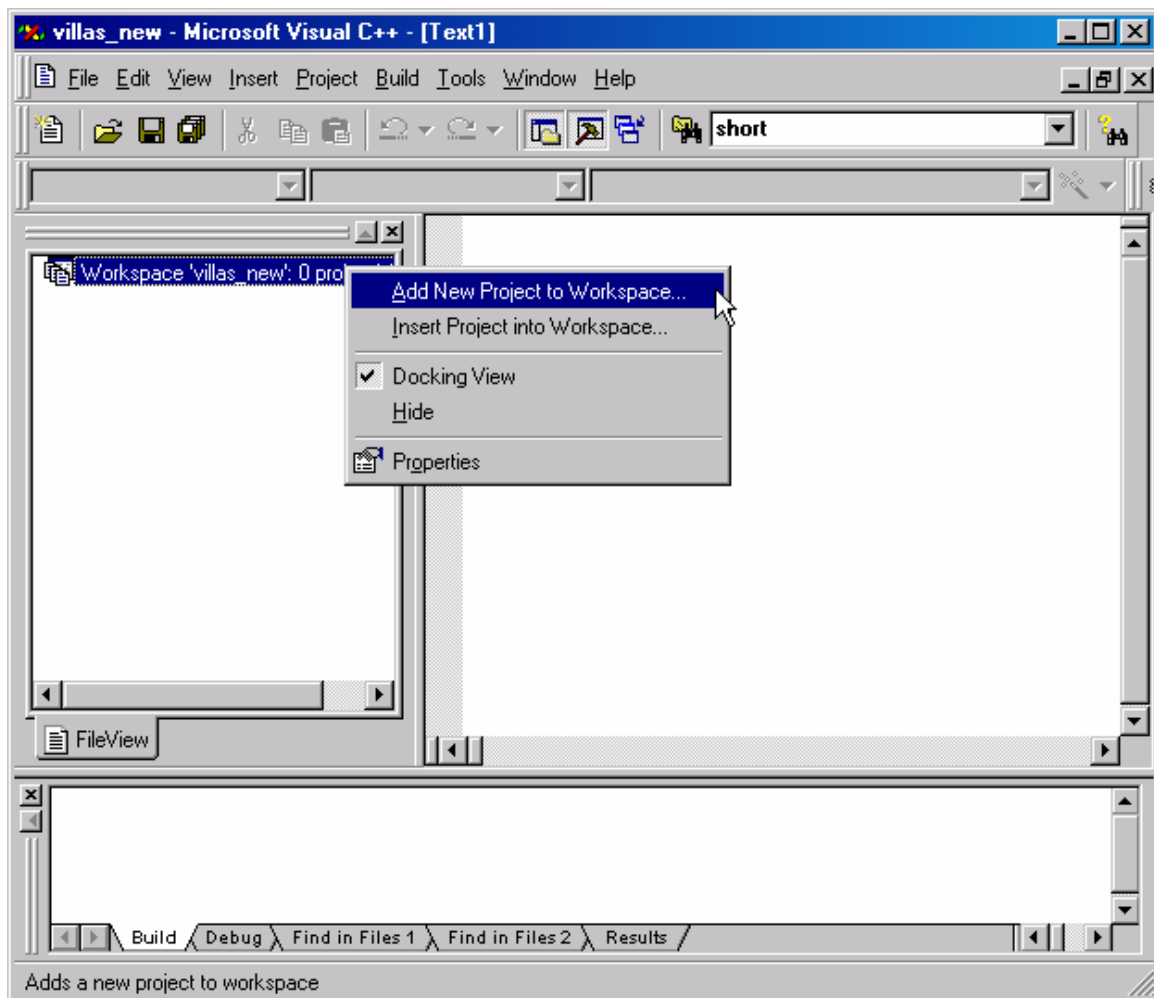 villas_new - Microsoft Visual C++ - [Text1]
File Edit View Insert Project Build Tools Window Help
short
Workspace 'villas_new': 0 pro
Add New Project to Workspace...
Insert Project into Workspace...
Docking View
Hide
Properties
FileView
Build Debug Find in Files 1 Find in Files 2 Results
Adds a new project to workspace